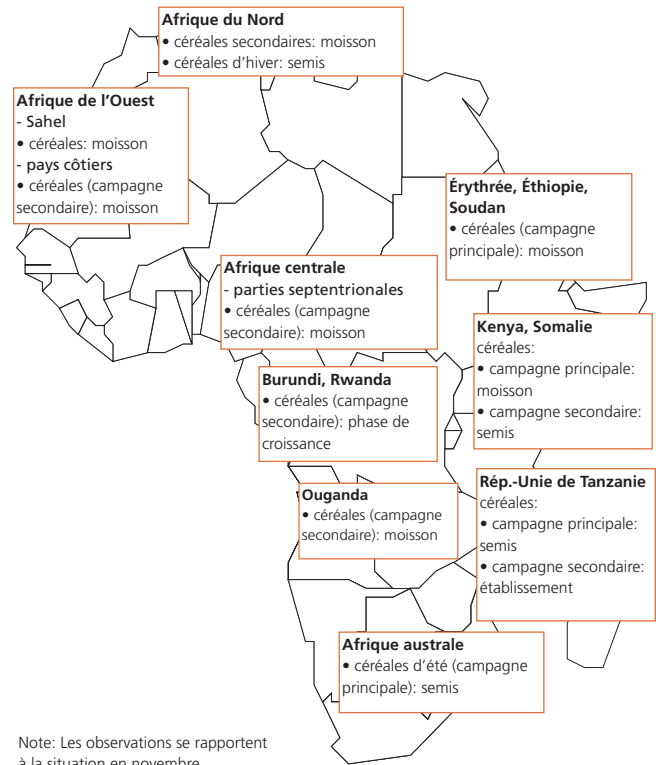 Afrique du Nord
• céréales secondaires: moisson
• céréales d'hiver: semis
Afrique de l'Ouest
- Sahel
• céréales: moisson
- pays côtiers
• céréales (campagne
secondaire): moisson
Érythrée, Éthiopie,
Soudan
• céréales (campagne
principale): moisson
Afrique centrale
- parties septentrionales
• céréales (campagne
secondaire): moisson
Kenya, Somalie
céréales:
• campagne principale:
moisson
• campagne secondaire:
semis
Burundi, Rwanda
• céréales (campagne
secondaire): phase de
croissance
Ouganda
• céréales (campagne
secondaire): moisson
Rép.-Unie de Tanzanie
céréales:
• campagne principale:
semis
• campagne secondaire:
établissement
Afrique australe
• céréales d'été (campagne
principale): semis
Note: Les observations se rapportent
à la situation en novembre